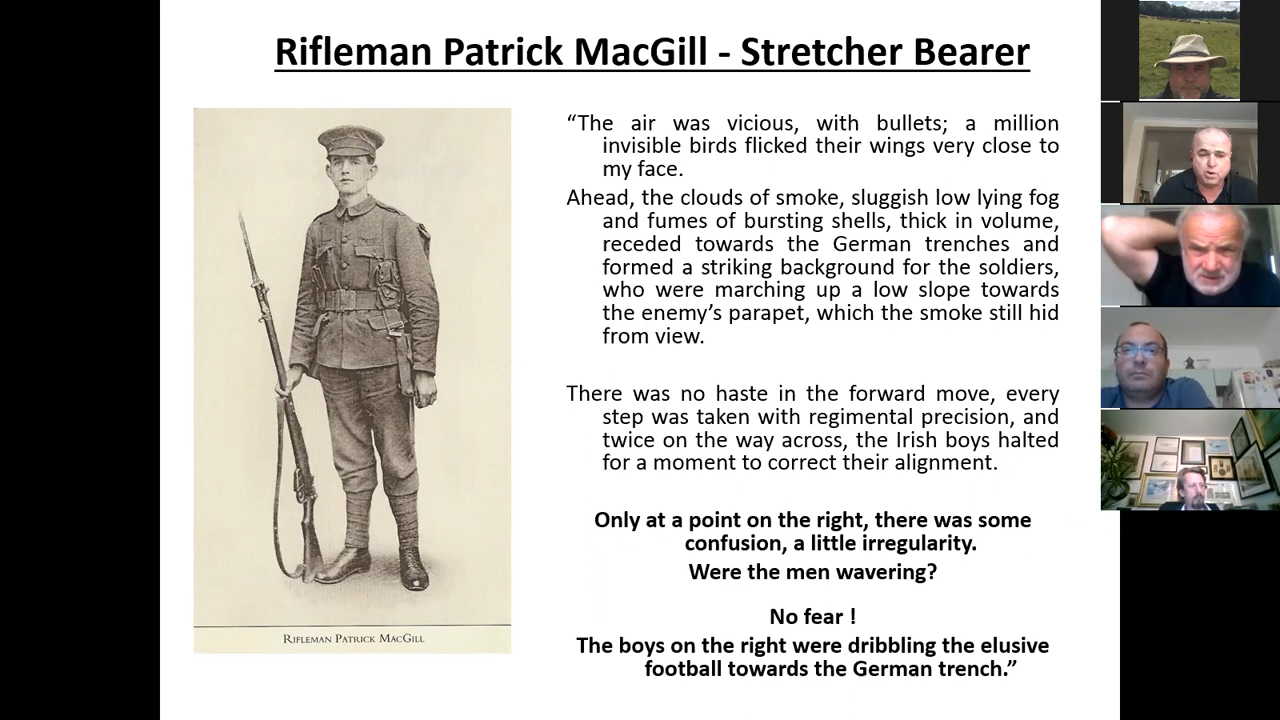 Rifleman Patrick MacGill - Stretcher Bearer
“The air was vicious, with bullets; a million
invisible birds flicked their wings very close to
my face.
Ahead, the clouds of smoke, sluggish low lying fog
and fumes of bursting shells, thick in volume,
receded towards the German trenches and
formed a striking background for the soldiers,
who were marching up a low slope towards
the enemy’s parapet, which the smoke still hid
from view.
There was no haste in the forward move, every
step was taken with regimental precision, and
twice on the way across, the Irish boys halted
for a moment to correct their alignment.
Only at a point on the right, there was some
confusion, a little irregularity.
Were the men wavering?
No fear !
The boys on the right were dribbling the elusive
football towards the German trench.”
Rifleman Patrick MacGill